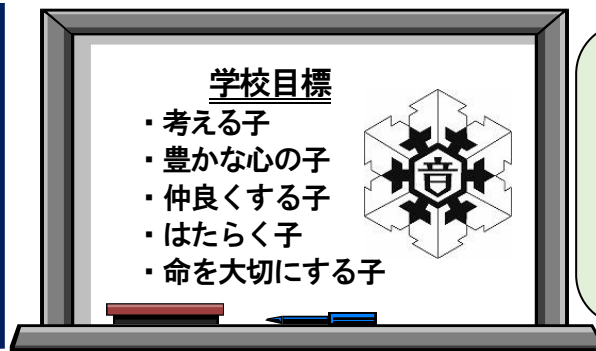 学校目標
・考える子
・豊かな心の子
・仲良くする子
・はたらく子
・命を大切にする子
音